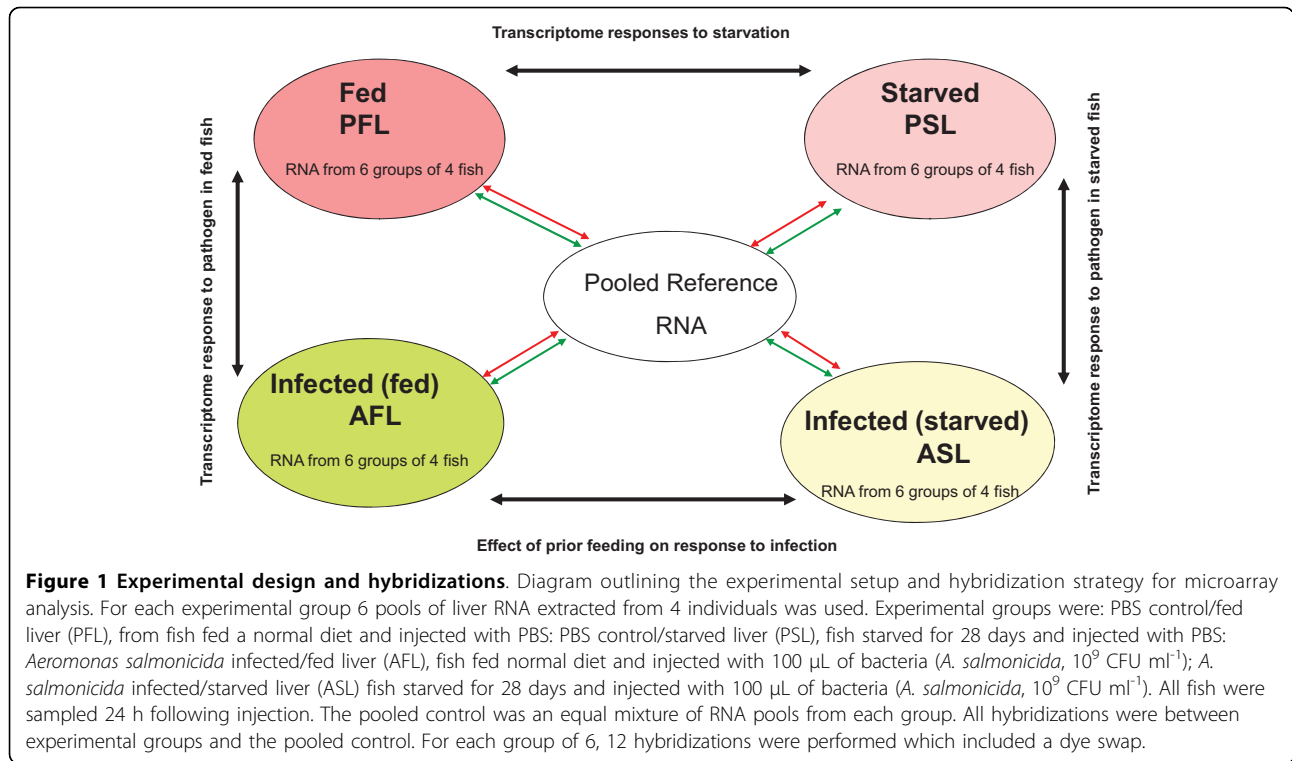 Transcriptome responses to starvation
Fed
PFL
RNA from 6 groups of 4 fish
Starved
PSL
RNA from 6 groups of 4 fish
Transcriptome response to pathogen in fed fish
Transcriptome response to pathogen in starved fish
Pooled Reference
RNA
Infected (fed)
AFL
RNA from 6 groups of 4 fish
Infected (starved)
ASL
RNA from 6 groups of 4 fish
Effect of prior feeding on response to infection
Figure 1 Experimental design and hybridizations. Diagram outlining the experimental setup and hybridization strategy for microarray
analysis. For each experimental group 6 pools of liver RNA extracted from 4 individuals was used. Experimental groups were: PBS control/fed
liver (PFL), from fish fed a normal diet and injected with PBS: PBS control/starved liver (PSL), fish starved for 28 days and injected with PBS:
Aeromonas salmonicida infected/fed liver (AFL), fish fed normal diet and injected with 100 μL of bacteria (A. salmonicida, 10⁹ CFU ml⁻¹); A.
salmonicida infected/starved liver (ASL) fish starved for 28 days and injected with 100 μL of bacteria (A. salmonicida, 10⁹ CFU ml⁻¹). All fish were
sampled 24 h following injection. The pooled control was an equal mixture of RNA pools from each group. All hybridizations were between
experimental groups and the pooled control. For each group of 6, 12 hybridizations were performed which included a dye swap.